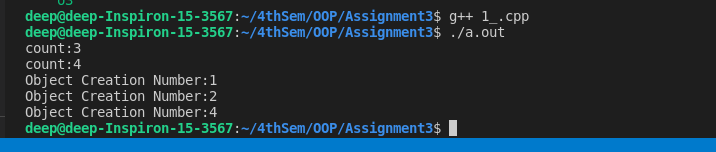 deep@deep-Inspiron-15-3567:~/4thSem/OOP/Assignment3$ g++ 1_.cpp
deep@deep-Inspiron-15-3567:~/4thSem/OOP/Assignment3$ ./a.out
count:3
count:4
Object Creation Number:1
Object Creation Number:2
Object Creation Number:4
deep@deep-Inspiron-15-3567:~/4thSem/OOP/Assignment3$